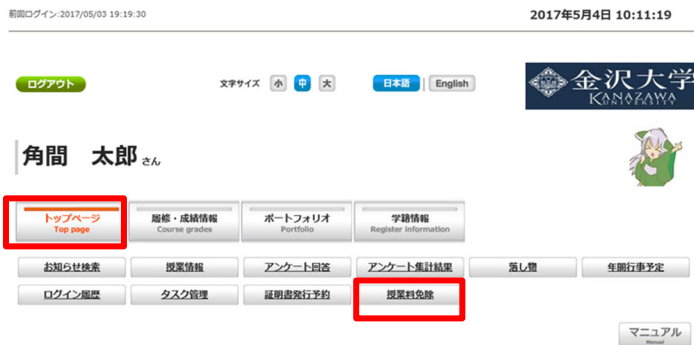 前回ログイン:2017/05/03 19:19:30
2017年5月4日 10:11:19
ログアウト
文字サイズ 小 中 大
日本語 | English
金沢大学
KANAZAWA
UNIVERSITY
角間 太郎 さん
トップページ 履修・成績情報 ポートフォリオ 学籍情報
Top page Course grades Portfolio Register information
お知らせ検索 授業情報 アンケート回答 アンケート集計結果 落し物 年間行事予定
ログイン履歴 タスク管理 証明書発行予約 授業料免除
マニュアル
Manual